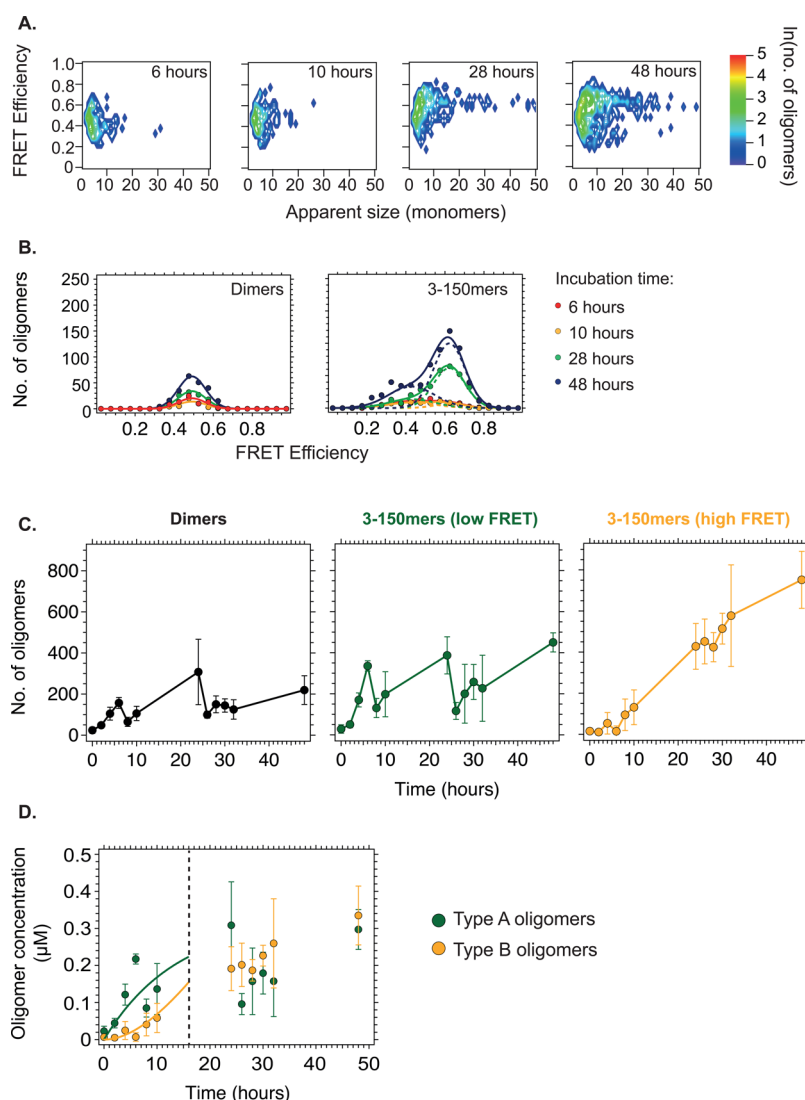 A.
FRET Efficiency
1.0
0.8
0.6
0.4
0.2
0
6 hours
10 hours
28 hours
48 hours
0 10 20 30 40 50
0 10 20 30 40 50
0 10 20 30 40 50
0 10 20 30 40 50
Apparent size (monomers)
5
4
3
2
1
0
ln(no. of oligomers)
B.
No. of oligomers
250
200
150
100
50
0
Dimers
3-150mers
0.2 0.4 0.6 0.8
0.2 0.4 0.6 0.8
FRET Efficiency
Incubation time:
6 hours
10 hours
28 hours
48 hours
C.
Dimers
3-150mers (low FRET)
3-150mers (high FRET)
No. of oligomers
800
600
400
200
0
0 20 40
0 20 40
0 20 40
Time (hours)
D.
Oligomer concentration
(µM)
0.5
0.4
0.3
0.2
0.1
0
0 10 20 30 40 50
Time (hours)
Type A oligomers
Type B oligomers